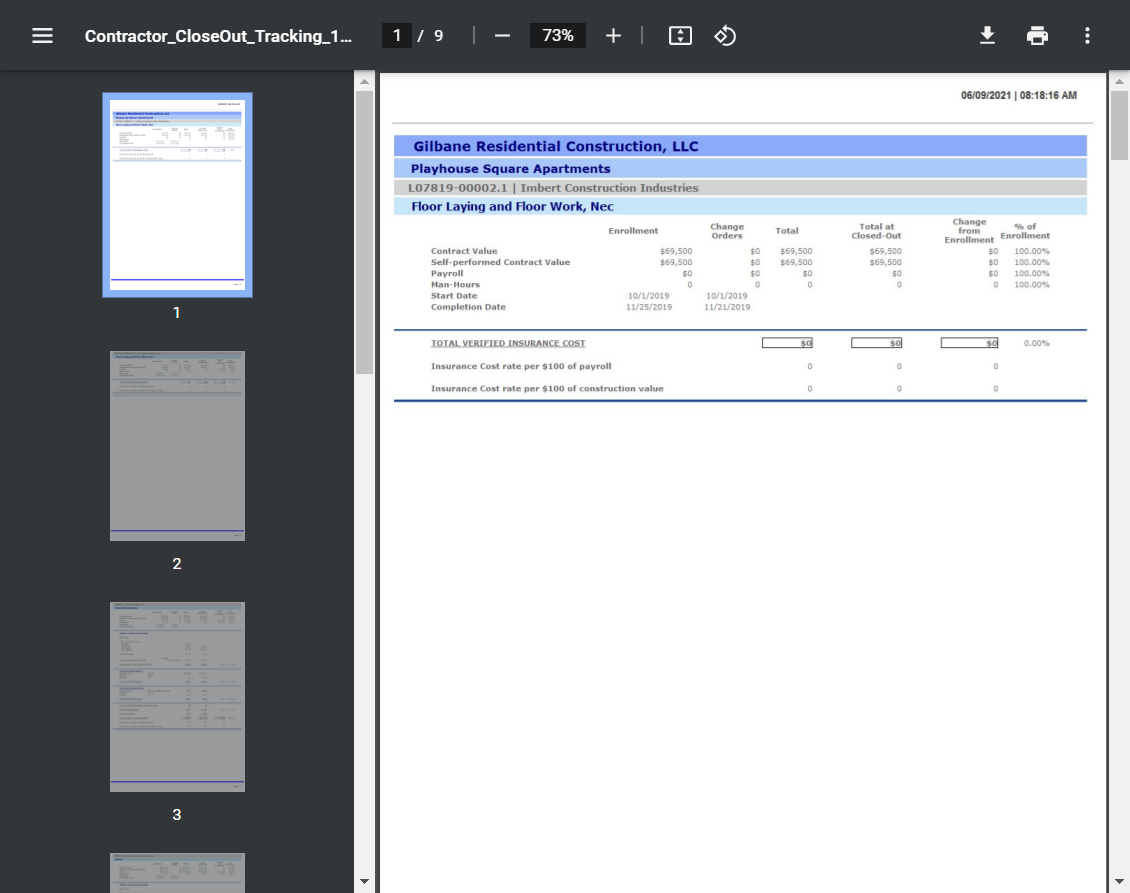 Contractor_CloseOut_Tracking_1... 1 / 9 73%
06/09/2021 | 08:18:16 AM
Gilbane Residential Construction, LLC
Playhouse Square Apartments
L07819-00002.1 | Imbert Construction Industries
Floor Laying and Floor Work, Nec
Enrollment Change Orders Total Total at Closed-Out Change from Enrollment % of Enrollment
Contract Value $69,500 $0 $69,500 $69,500 $0 100.00%
Self-performed Contract Value $69,500 $0 $69,500 $69,500 $0 100.00%
Payroll $0 $0 $0 $0 $0 100.00%
Man-Hours 0 0 0 0 0 100.00%
Start Date 10/1/2019 10/1/2019
Completion Date 11/25/2019 11/21/2019
TOTAL VERIFIED INSURANCE COST $0 $0 $0 0.00%
Insurance Cost rate per $100 of payroll 0 0 0
Insurance Cost rate per $100 of construction value 0 0 0
1
2
3